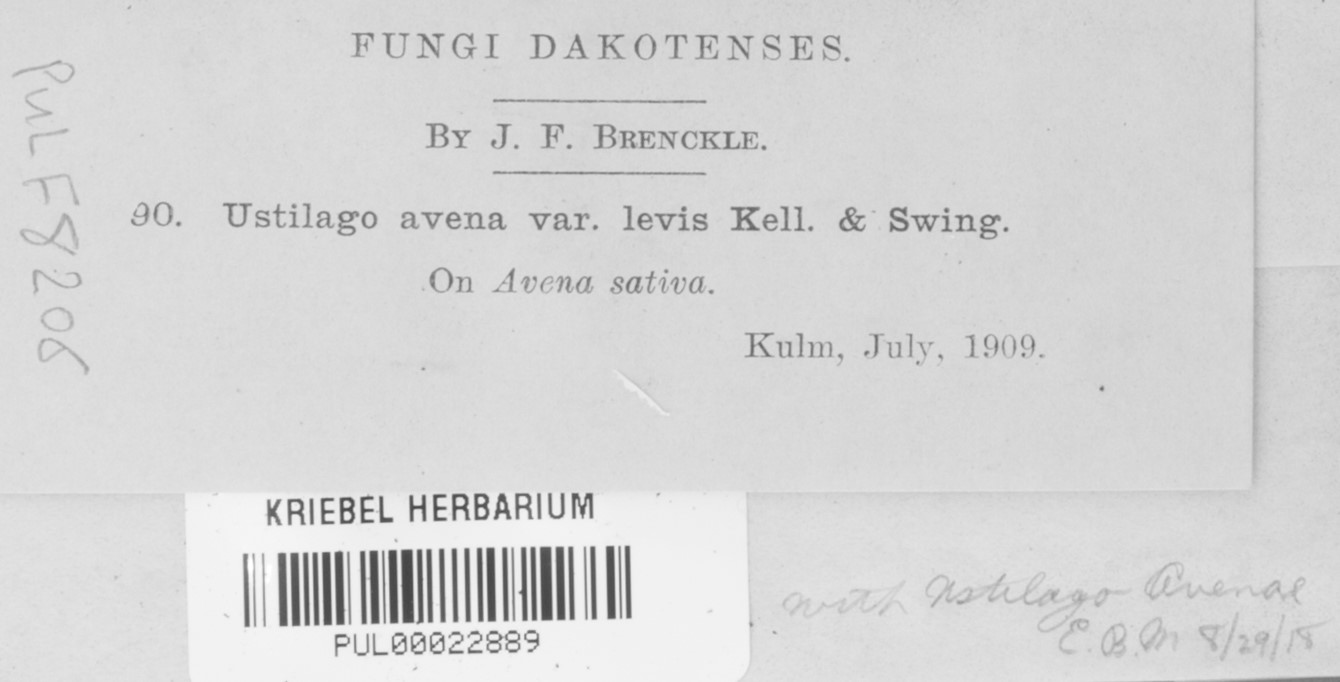 FUNGI DAKOTENSES.
By J. F. Brenckle.
90. Ustilago avena var. levis Kell. & Swing.
On Avena sativa.
Kulm, July, 1909.
PUL F8206
KRIEBEL HERBARIUM
PUL00022889
with Ustilago Avenae
E.B.M 8/29/18